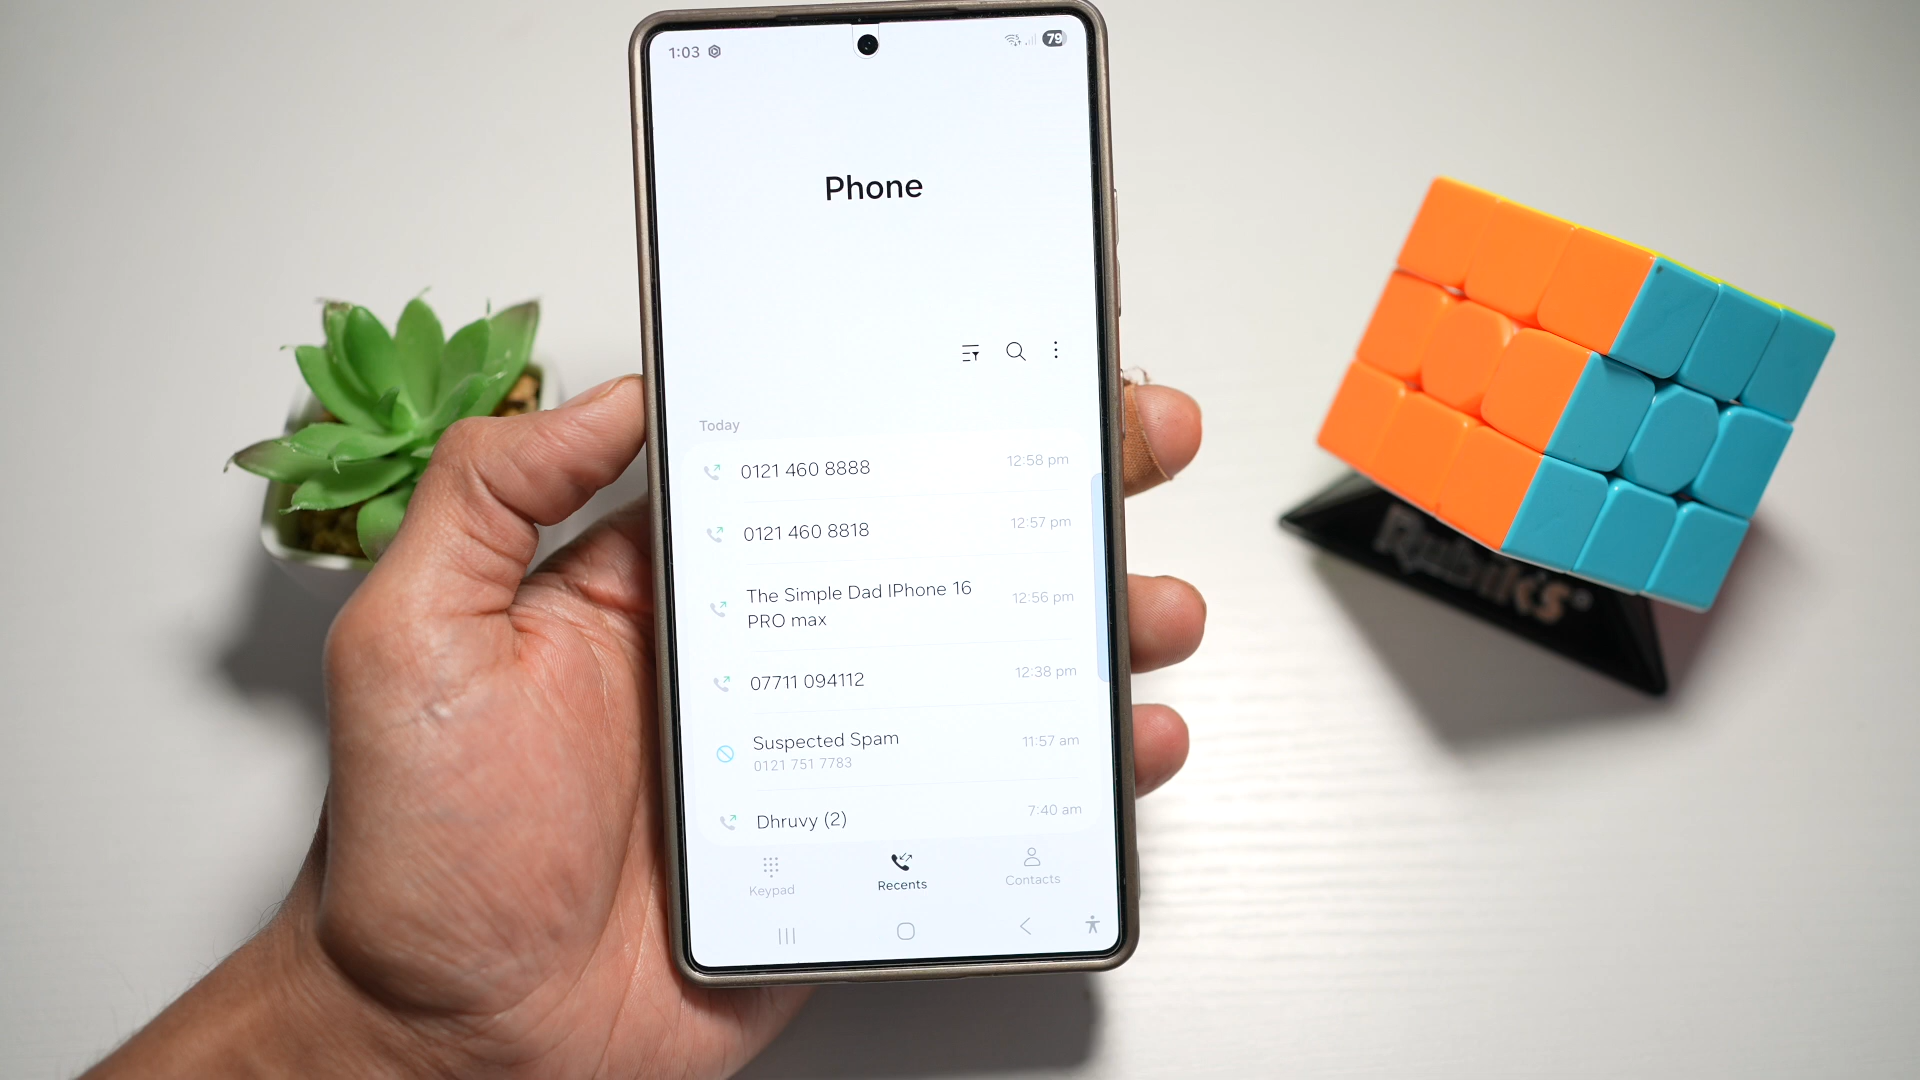 1:03
79
Phone
Today
0121 460 8888
12:58 pm
0121 460 8818
12:57 pm
The Simple Dad IPhone 16
PRO max
12:56 pm
07711 094112
12:38 pm
Suspected Spam
0121 751 7783
11:57 am
Dhruvy (2)
7:40 am
Keypad
Recents
Contacts
Rubik's®